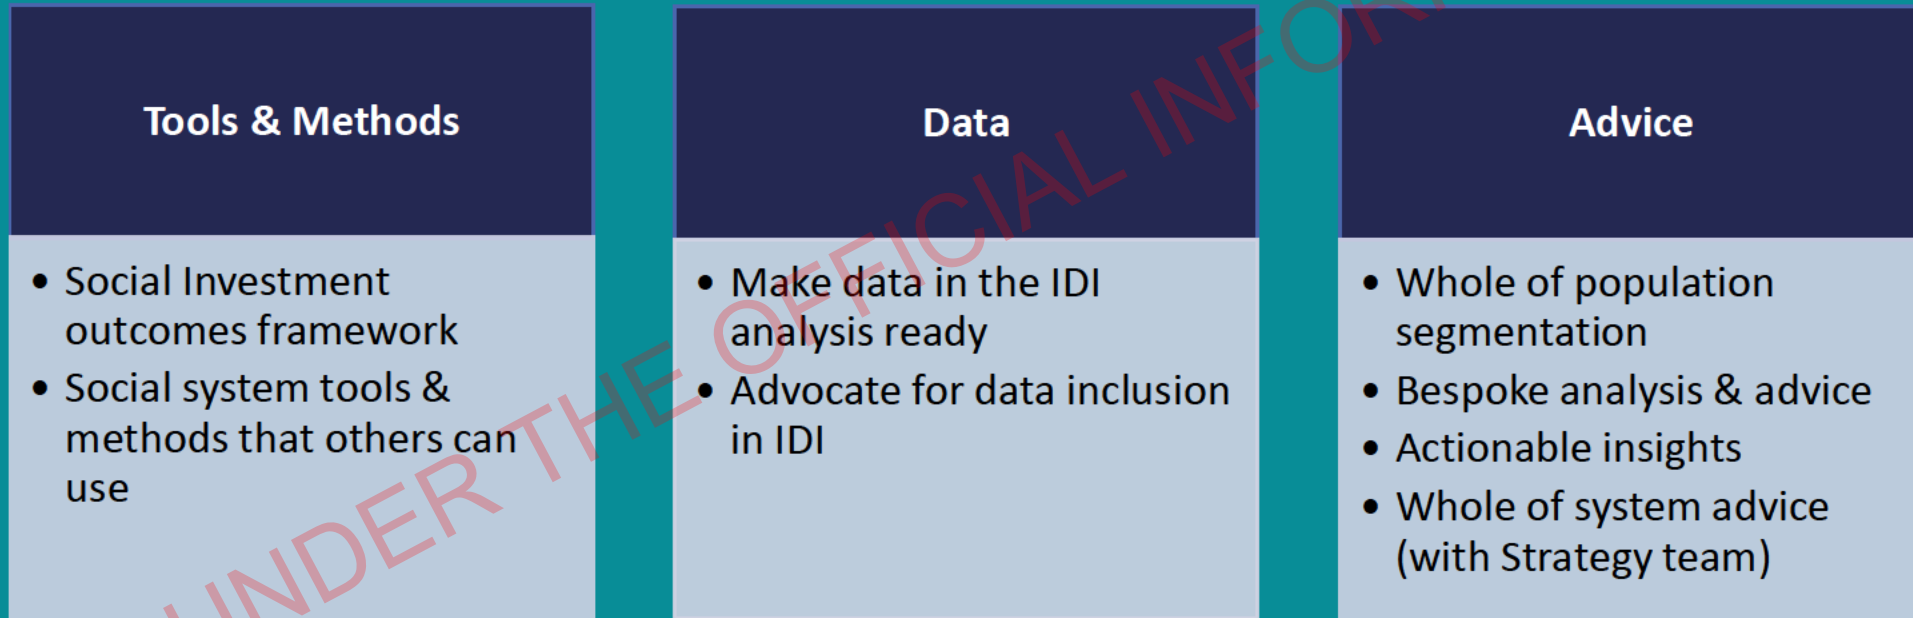 Tools & Methods
• Social Investment
outcomes framework
• Social system tools &
methods that others can
use
Data
• Make data in the IDI
analysis ready
• Advocate for data inclusion
in IDI
Advice
• Whole of population
segmentation
• Bespoke analysis & advice
• Actionable insights
• Whole of system advice
(with Strategy team)
UNDER THE OFFICIAL INFOR